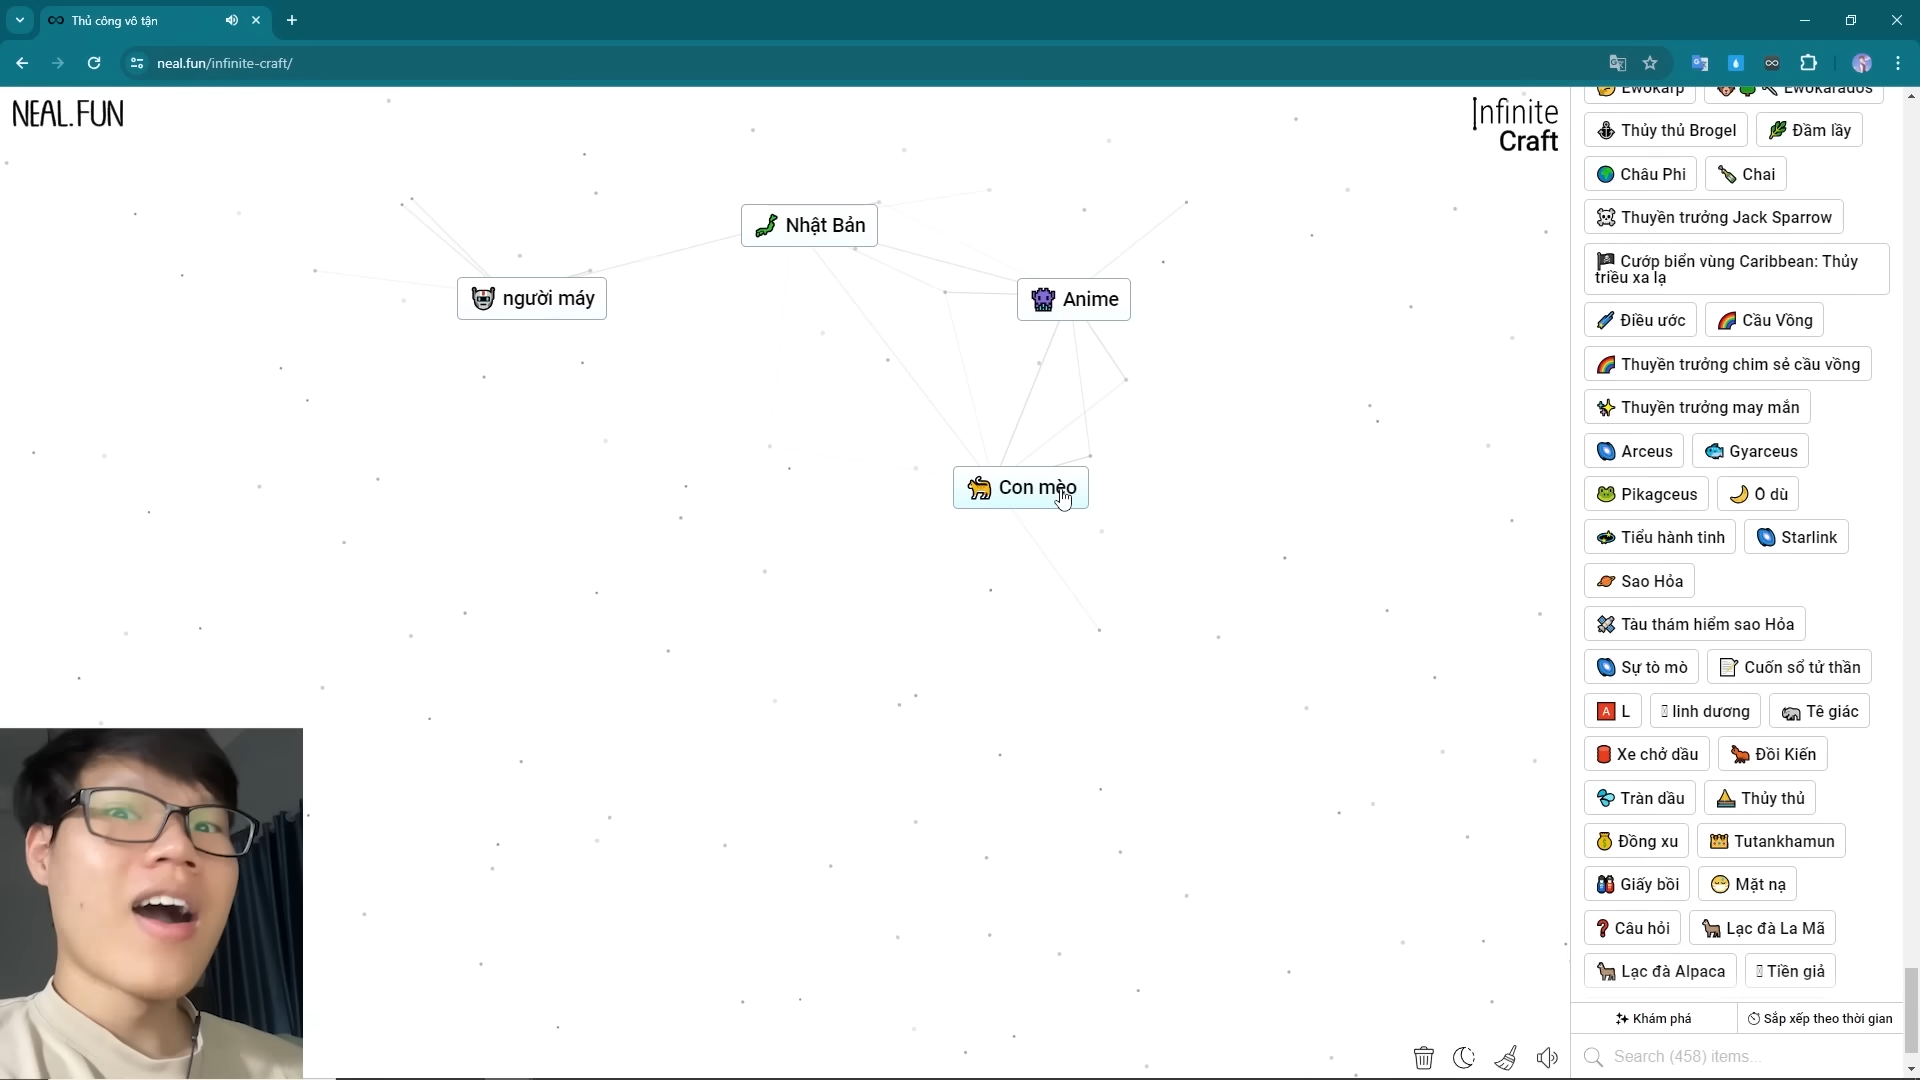 Thủ công vô tận
neal.fun/infinite-craft/
NEAL.FUN
Infinite
Craft
Nhật Bản
người máy
Anime
Con mèo
Ewokarp
Ewokarados
Thủy thủ Brogel
Đầm lầy
Châu Phi
Chai
Thuyền trưởng Jack Sparrow
Cướp biển vùng Caribbean: Thủy
triều xa lạ
Điều ước
Cầu Vồng
Thuyền trưởng chim sẻ cầu vồng
Thuyền trưởng may mắn
Arceus
Gyarceus
Pikagceus
Ô dù
Tiểu hành tinh
Starlink
Sao Hỏa
Tàu thám hiểm sao Hỏa
Sự tò mò
Cuốn sổ tử thần
A L
linh dương
Tê giác
Xe chở dầu
Đồi Kiến
Tràn dầu
Thủy thủ
Đồng xu
Tutankhamun
Giấy bồi
Mặt nạ
Câu hỏi
Lạc đà La Mã
Lạc đà Alpaca
Tiền giả
Khám phá
Sắp xếp theo thời gian
Search (458) items...